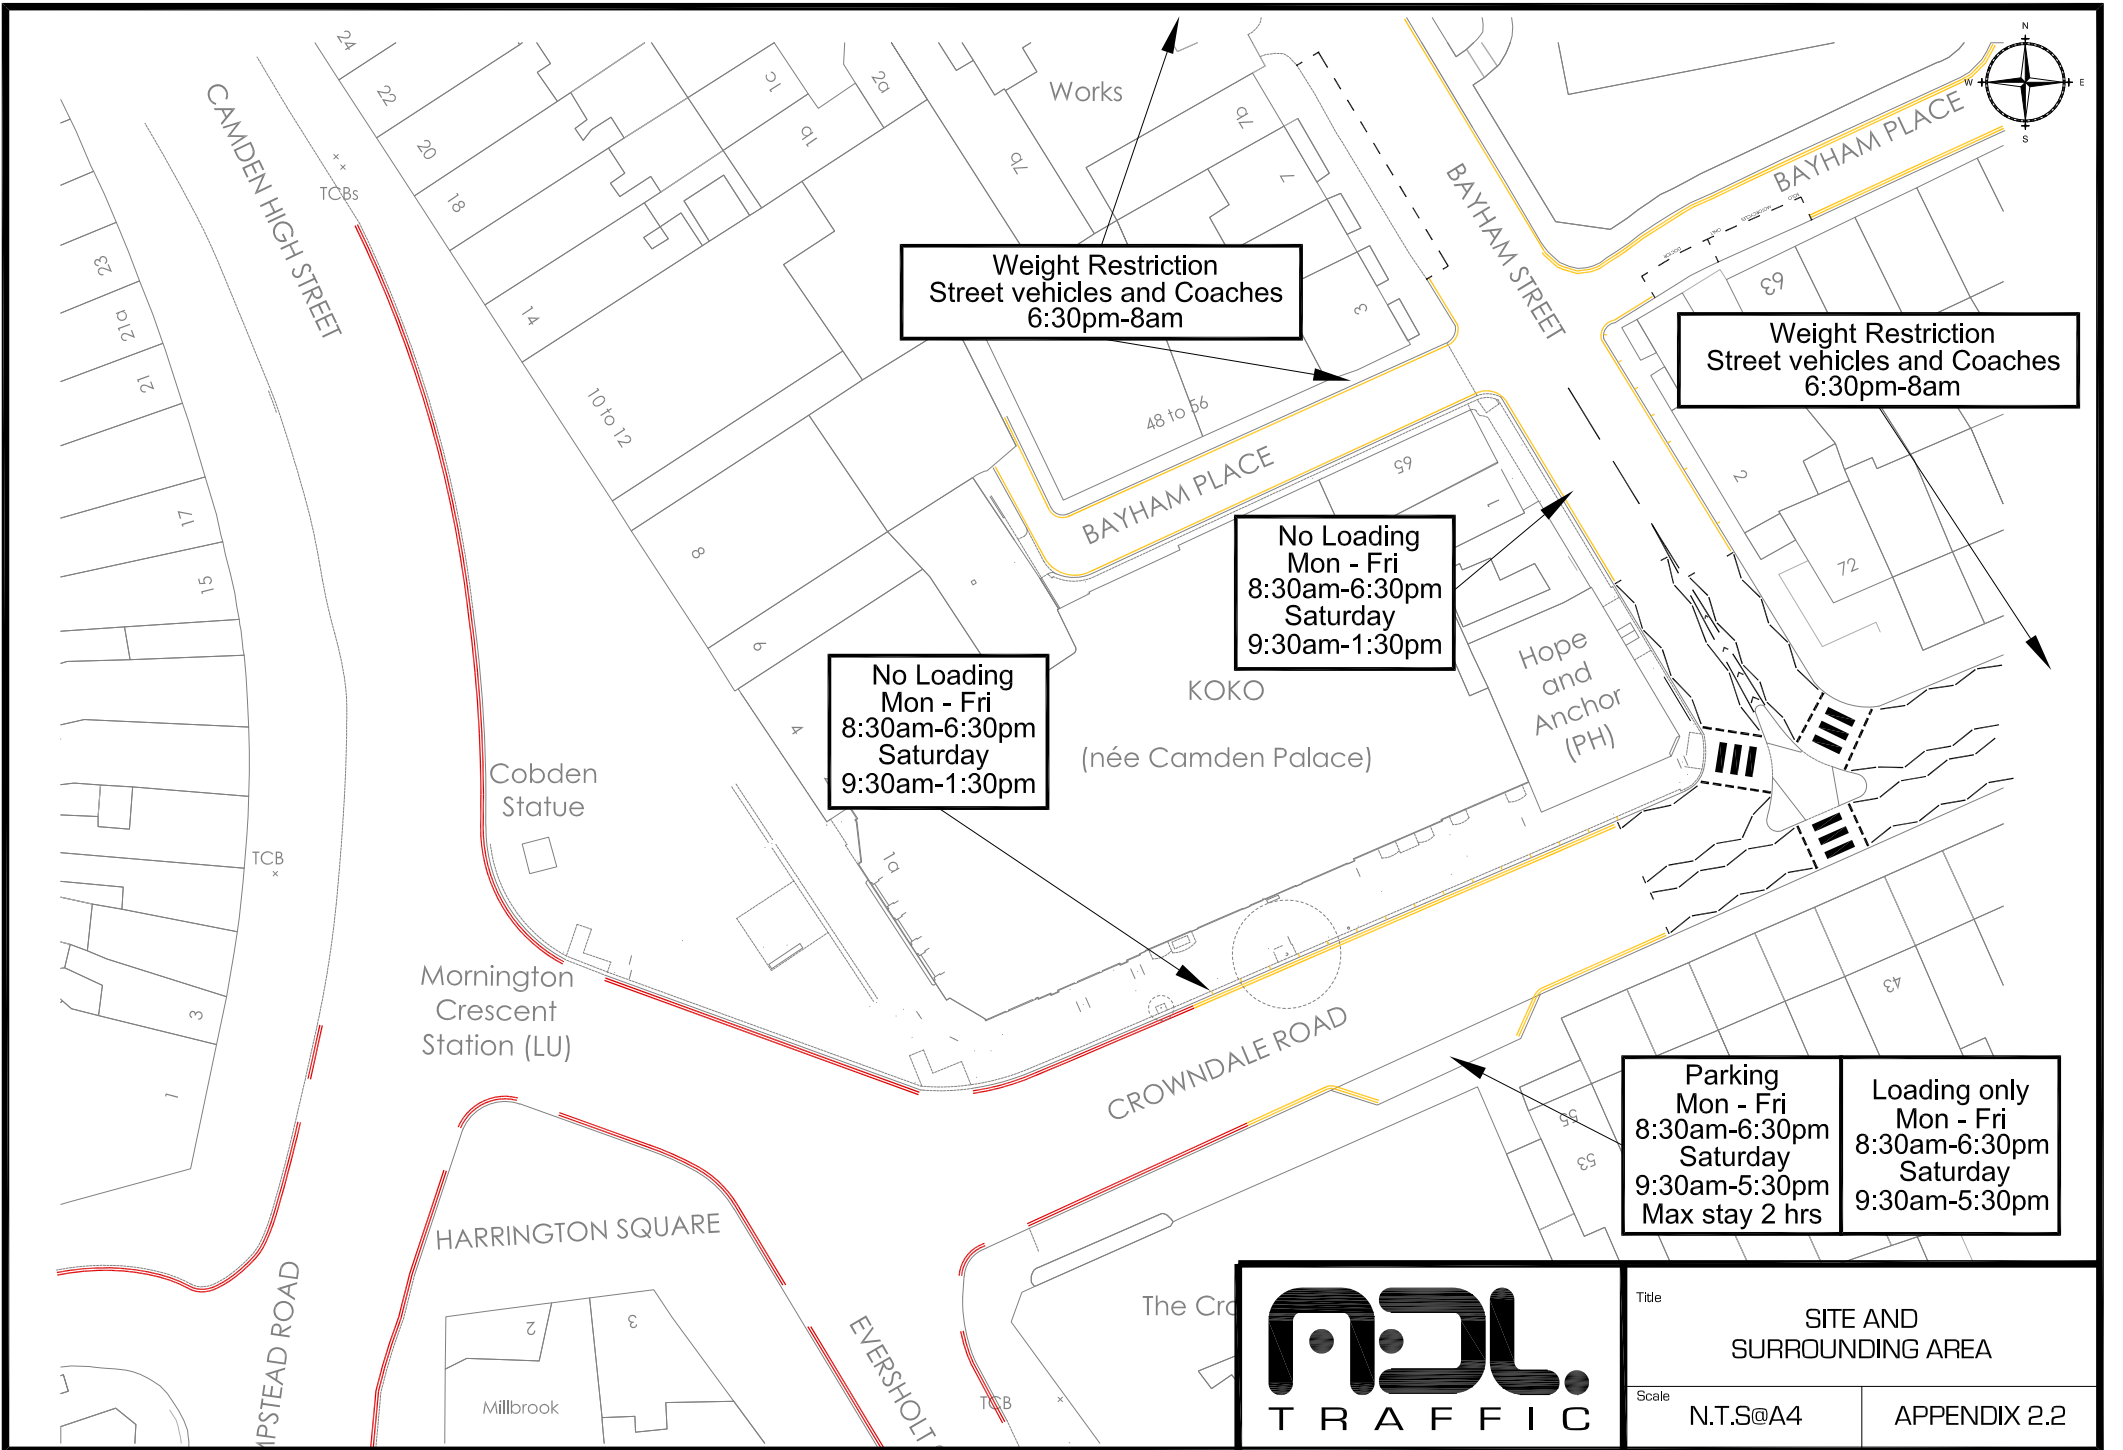 N
W
E
S
24
22
20
18
14
10 to 12
8
6
4
1a
1c
1b
2a
7b
7b
7
3
Works
CAMDEN HIGH STREET
TCBs
23
21a
21
17
15
3
1
TCB
BAYHAM STREET
BAYHAM PLACE
63
2
72
Weight Restriction
Street vehicles and Coaches
6:30pm-8am
Weight Restriction
Street vehicles and Coaches
6:30pm-8am
48 to 56
BAYHAM PLACE
65
1
No Loading
Mon - Fri
8:30am-6:30pm
Saturday
9:30am-1:30pm
No Loading
Mon - Fri
8:30am-6:30pm
Saturday
9:30am-1:30pm
KOKO
(née Camden Palace)
Hope
and
Anchor
(PH)
Cobden
Statue
Mornington
Crescent
Station (LU)
CROWNDALE ROAD
43
55
53
Parking
Mon - Fri
8:30am-6:30pm
Saturday
9:30am-5:30pm
Max stay 2 hrs
Loading only
Mon - Fri
8:30am-6:30pm
Saturday
9:30am-5:30pm
HARRINGTON SQUARE
2
3
Millbrook
MPSTEAD ROAD
EVERSHOLT
TCB
The Cro
ADL.
TRAFFIC
Title
SITE AND
SURROUNDING AREA
Scale
N.T.S@A4
APPENDIX 2.2